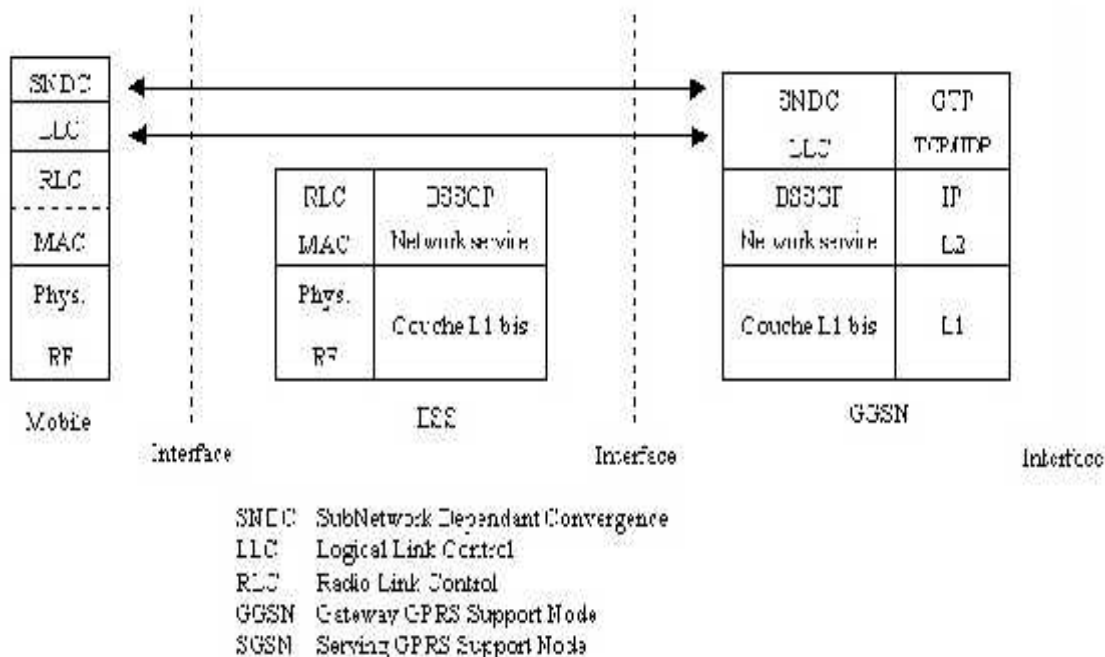 SNDC
LLC
RLC
MAC
Phys.
RF
Mobile
Interface
RLC
MAC
Phys.
RF
BSSGP
Network service
Couche L1 bis
BSS
Interface
SNDC
LLC
BSSGP
Network service
Couche L1 bis
GTP
TCP/UDP
IP
L2
L1
GGSN
Interface
SNDC SubNetwork Dependant Convergence
LLC Logical Link Control
RLC Radio Link Control
GGSN Gateway GPRS Support Node
SGSN Serving GPRS Support Node